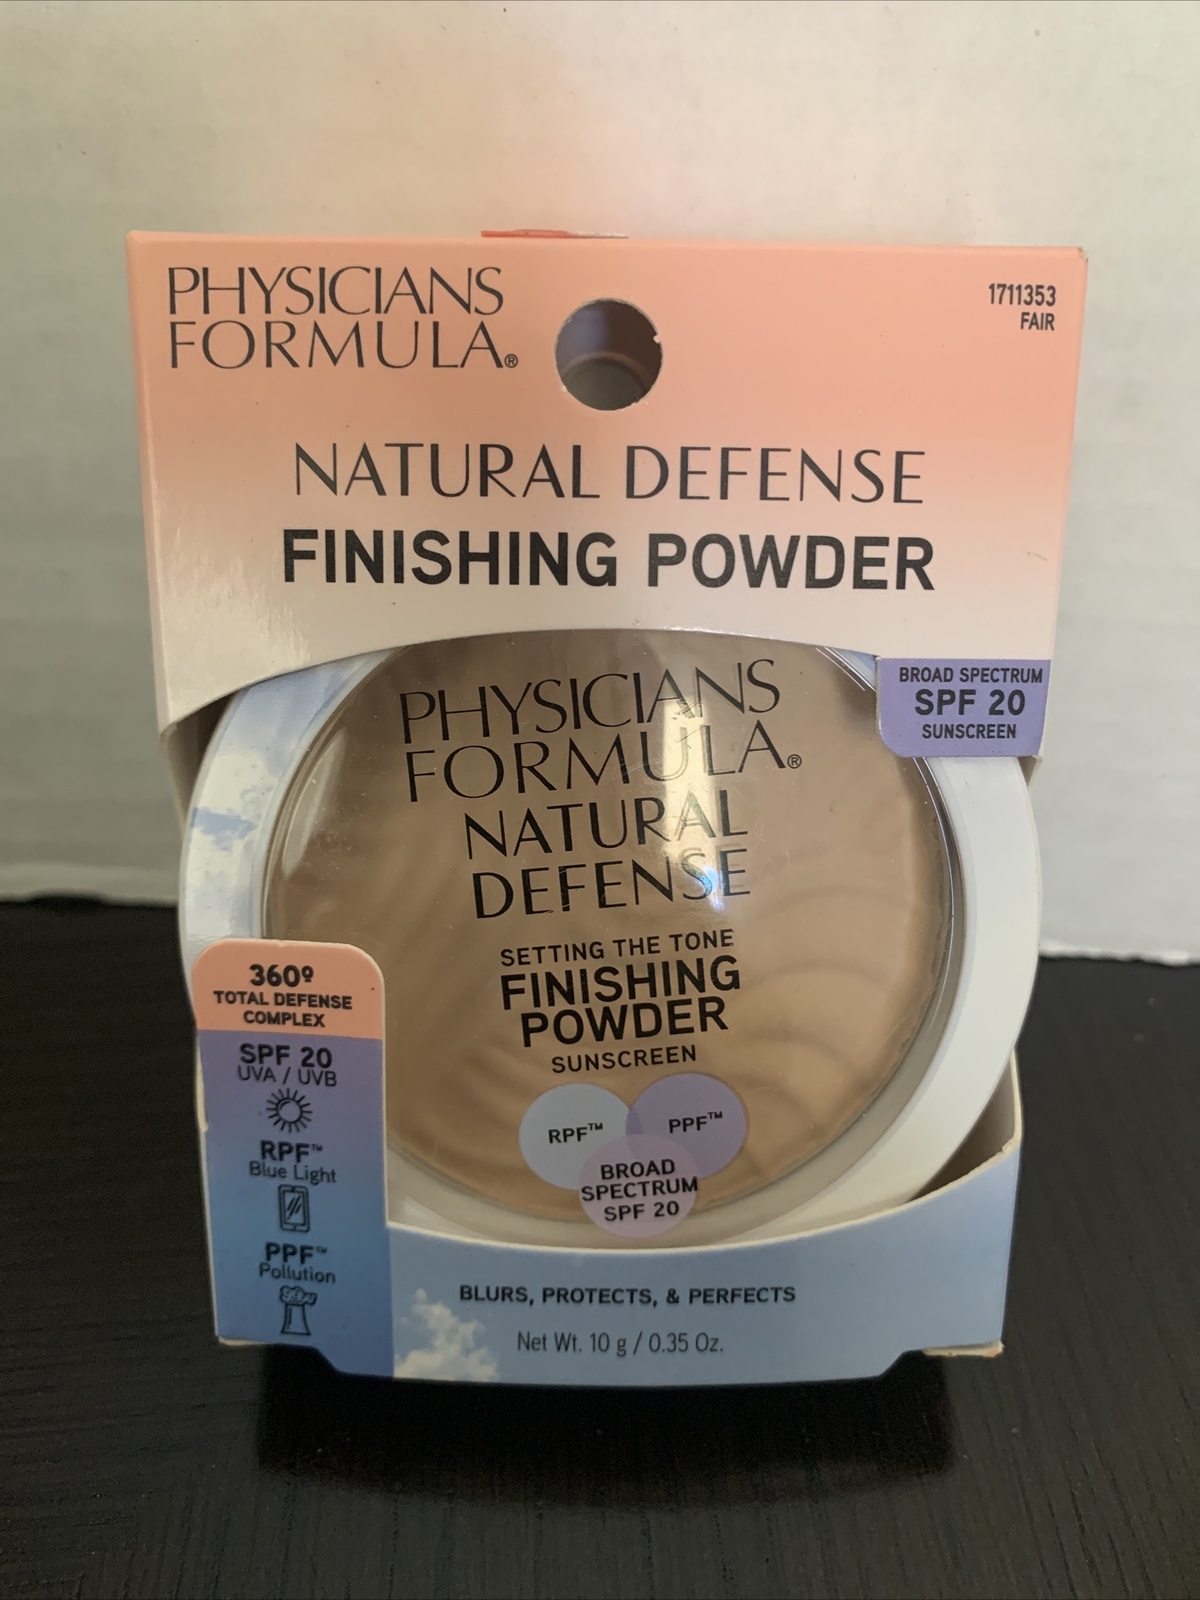 PHYSICIANS
FORMULA®
1711353
FAIR
NATURAL DEFENSE
FINISHING POWDER
BROAD SPECTRUM
SPF 20
SUNSCREEN
PHYSICIANS
FORMULA®
NATURAL
DEFENSE
SETTING THE TONE
FINISHING
POWDER
SUNSCREEN
RPF™
PPF™
BROAD
SPECTRUM
SPF 20
360º
TOTAL DEFENSE
COMPLEX
SPF 20
UVA / UVB
RPF™
Blue Light
PPF™
Pollution
BLURS, PROTECTS, & PERFECTS
Net Wt. 10 g / 0.35 Oz.